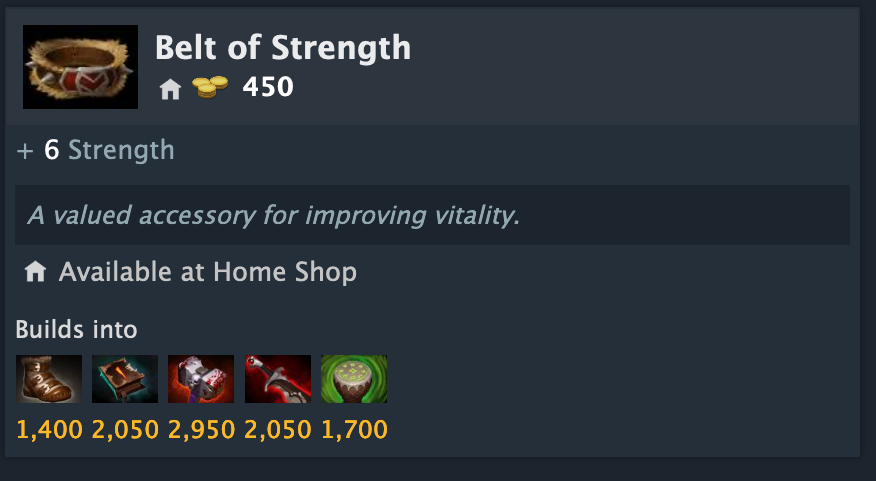 Belt of Strength
450
+ 6 Strength
A valued accessory for improving vitality.
Available at Home Shop
Builds into
1,400 2,050 2,950 2,050 1,700